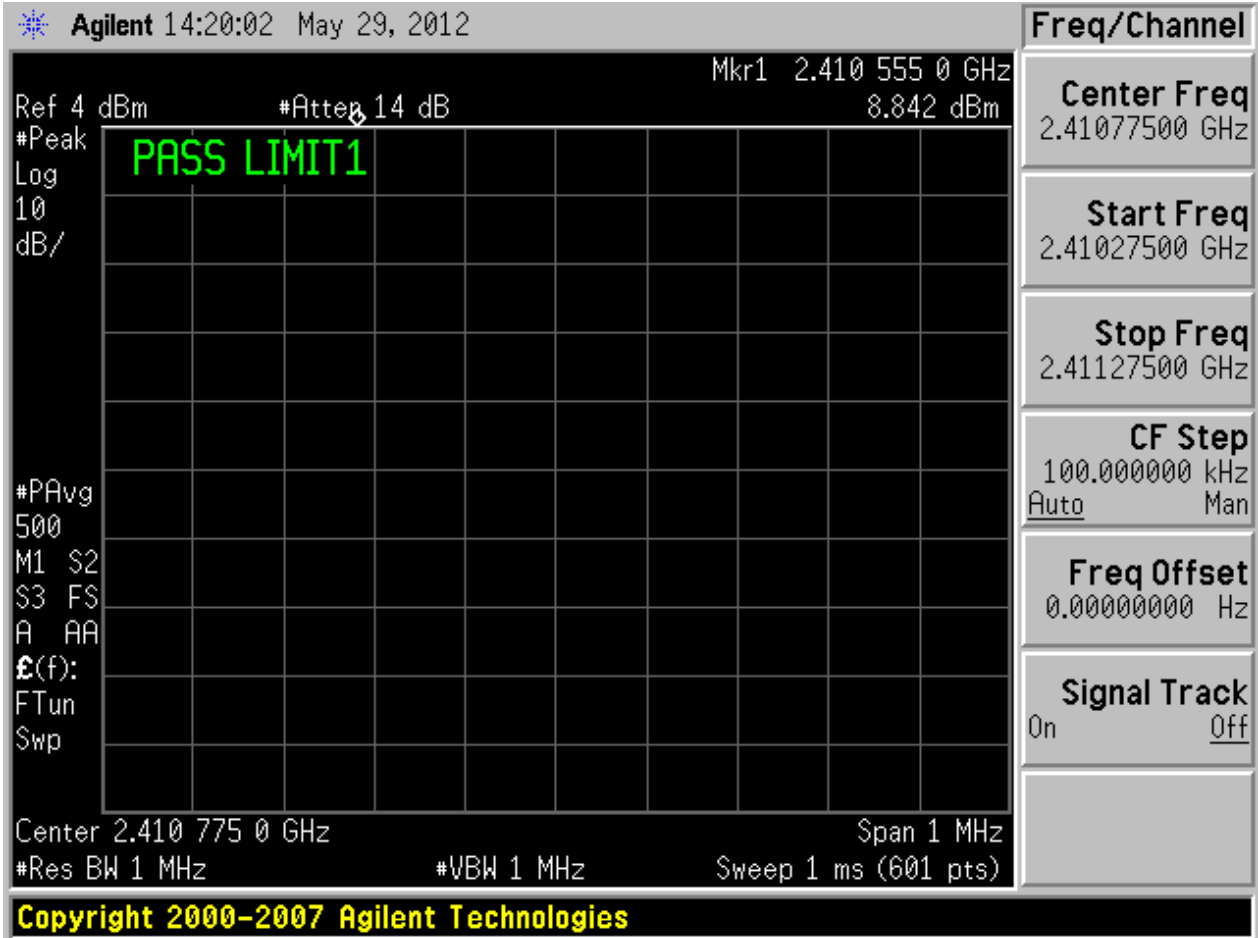 Agilent 14:20:02 May 29, 2012
Freq/Channel
Mkr1 2.410 555 0 GHz
Ref 4 dBm #Atten 14 dB 8.842 dBm
#Peak
Log
10
dB/
PASS LIMIT1
#PAvg
500
M1 S2
S3 FS
A AA
£(f):
FTun
Swp
Center 2.410 775 0 GHz Span 1 MHz
#Res BW 1 MHz #VBW 1 MHz Sweep 1 ms (601 pts)
Center Freq
2.41077500 GHz
Start Freq
2.41027500 GHz
Stop Freq
2.41127500 GHz
CF Step
100.000000 kHz
Auto Man
Freq Offset
0.00000000 Hz
Signal Track
On Off
Copyright 2000-2007 Agilent Technologies